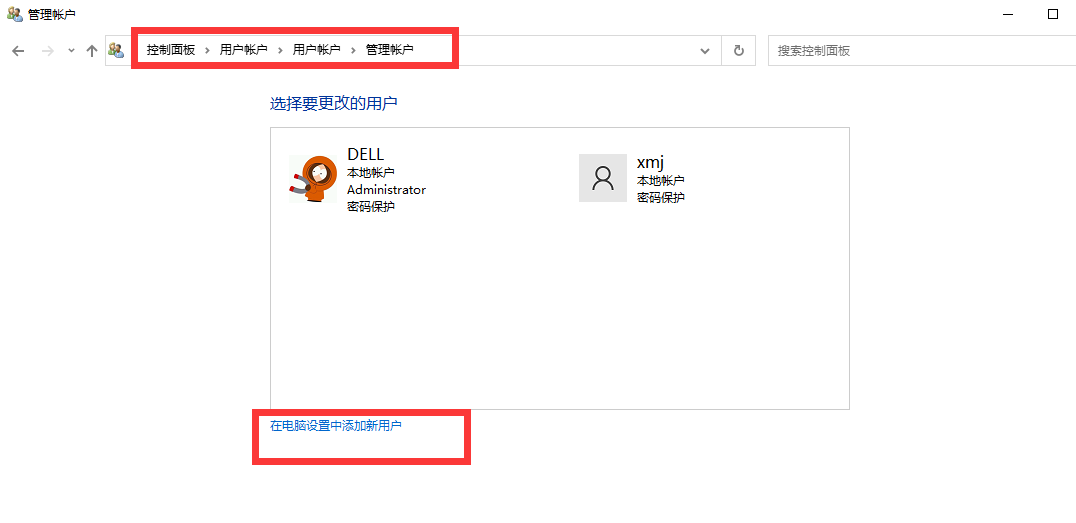 管理帐户
控制面板 > 用户帐户 > 用户帐户 > 管理帐户
搜索控制面板
选择要更改的用户
DELL
本地帐户
Administrator
密码保护
xmj
本地帐户
密码保护
在电脑设置中添加新用户